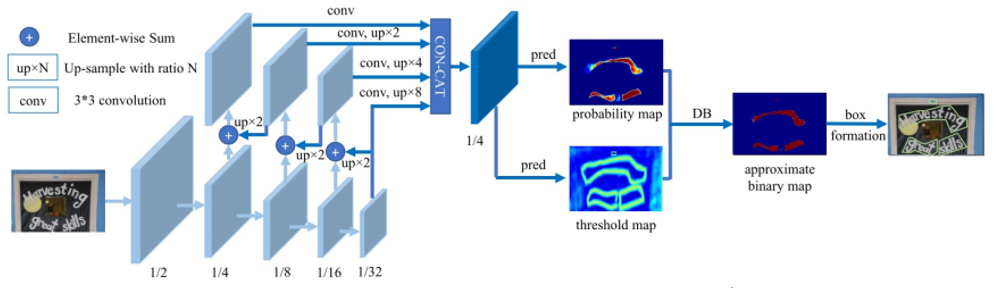 Element-wise Sum
up×N Up-sample with ratio N
conv 3*3 convolution
conv
conv, up×2
conv, up×4
conv, up×8
CON-CAT
up×2
up×2
up×2
1/2
1/4
1/8
1/16
1/32
1/4
pred
pred
probability map
threshold map
DB
approximate
binary map
box
formation
Harvesting
great skills
Harvesting
great skills